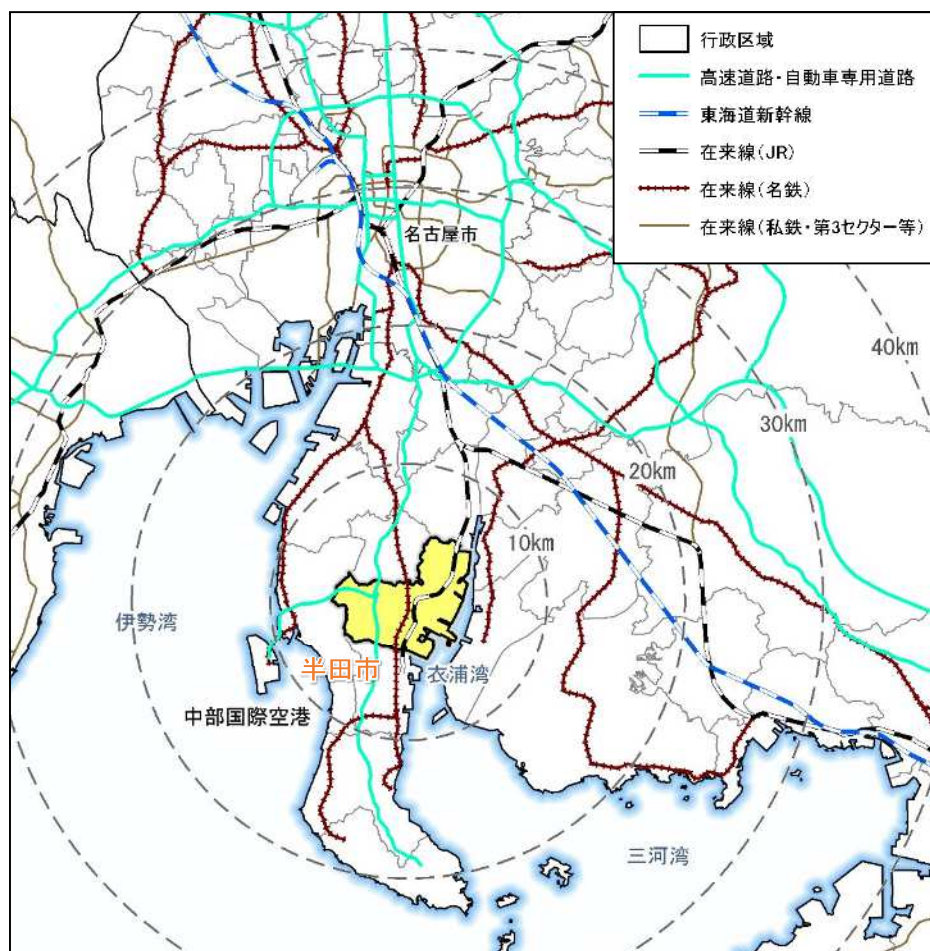 行政区域
高速道路・自動車専用道路
東海道新幹線
在来線(JR)
在来線(名鉄)
在来線(私鉄・第3セクター等)
名古屋市
40km
30km
20km
10km
伊勢湾
半田市
衣浦湾
中部国際空港
三河湾